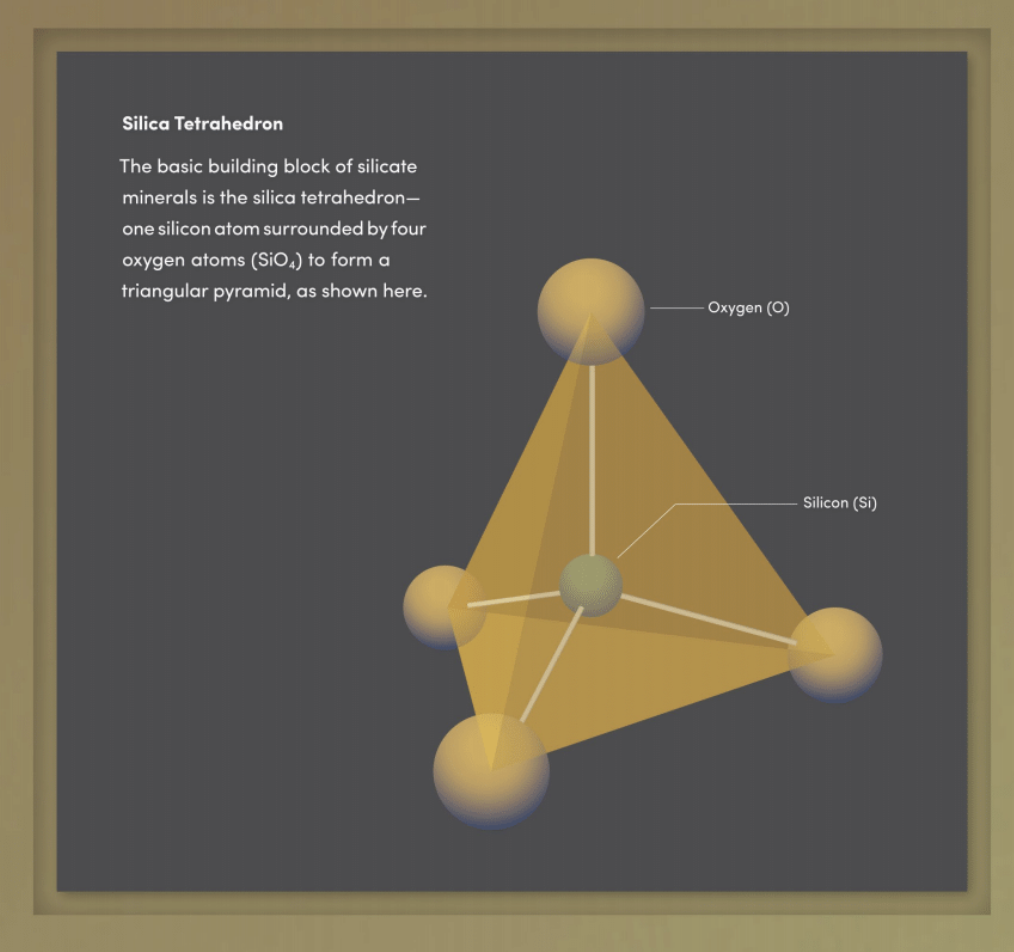 Silica Tetrahedron
The basic building block of silicate
minerals is the silica tetrahedron—
one silicon atom surrounded by four
oxygen atoms (SiO₄) to form a
triangular pyramid, as shown here.
Oxygen (O)
Silicon (Si)